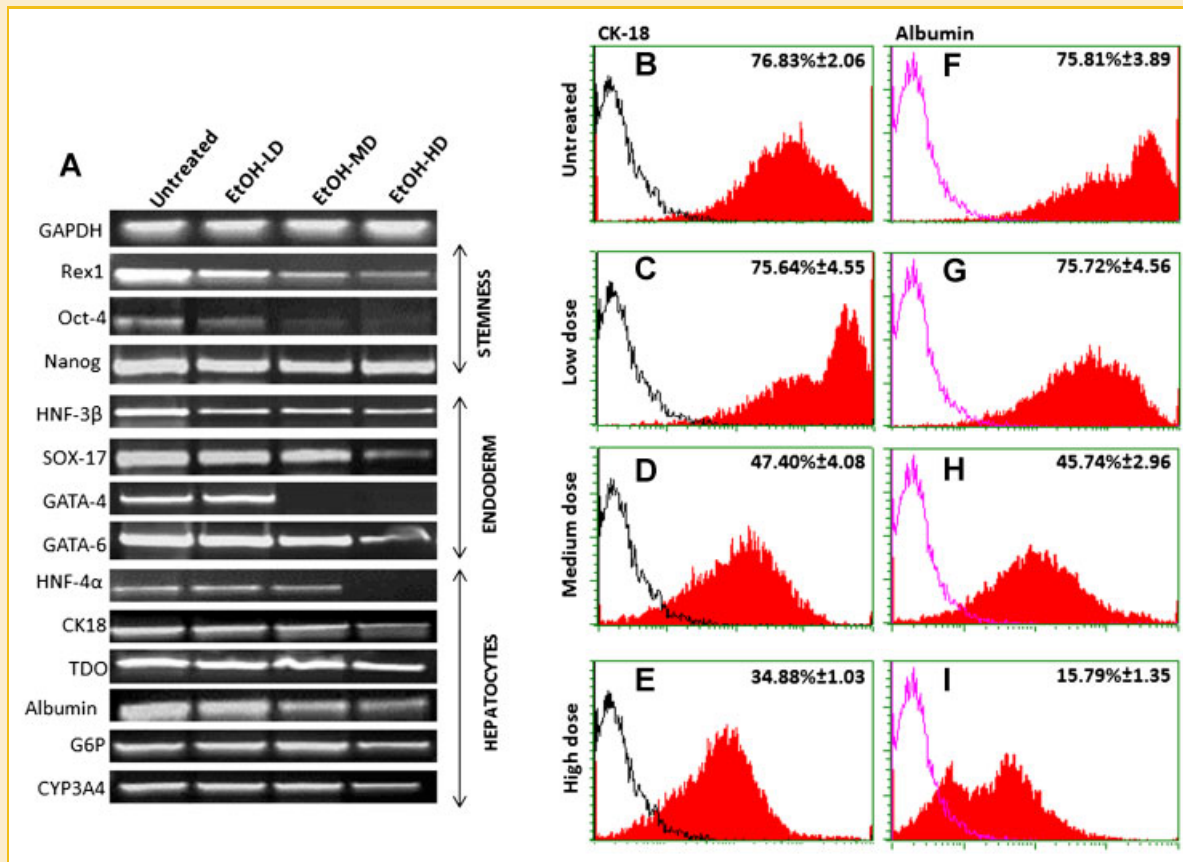 A
Untreated
EtOH-LD
EtOH-MD
EtOH-HD
GAPDH
Rex1
Oct-4
Nanog
STEMNESS
HNF-3β
SOX-17
GATA-4
GATA-6
ENDODERM
HNF-4α
CK18
TDO
Albumin
G6P
CYP3A4
HEPATOCYTES
CK-18
Albumin
Untreated
B
76.83%±2.06
F
75.81%±3.89
Low dose
C
75.64%±4.55
G
75.72%±4.56
Medium dose
D
47.40%±4.08
H
45.74%±2.96
High dose
E
34.88%±1.03
I
15.79%±1.35